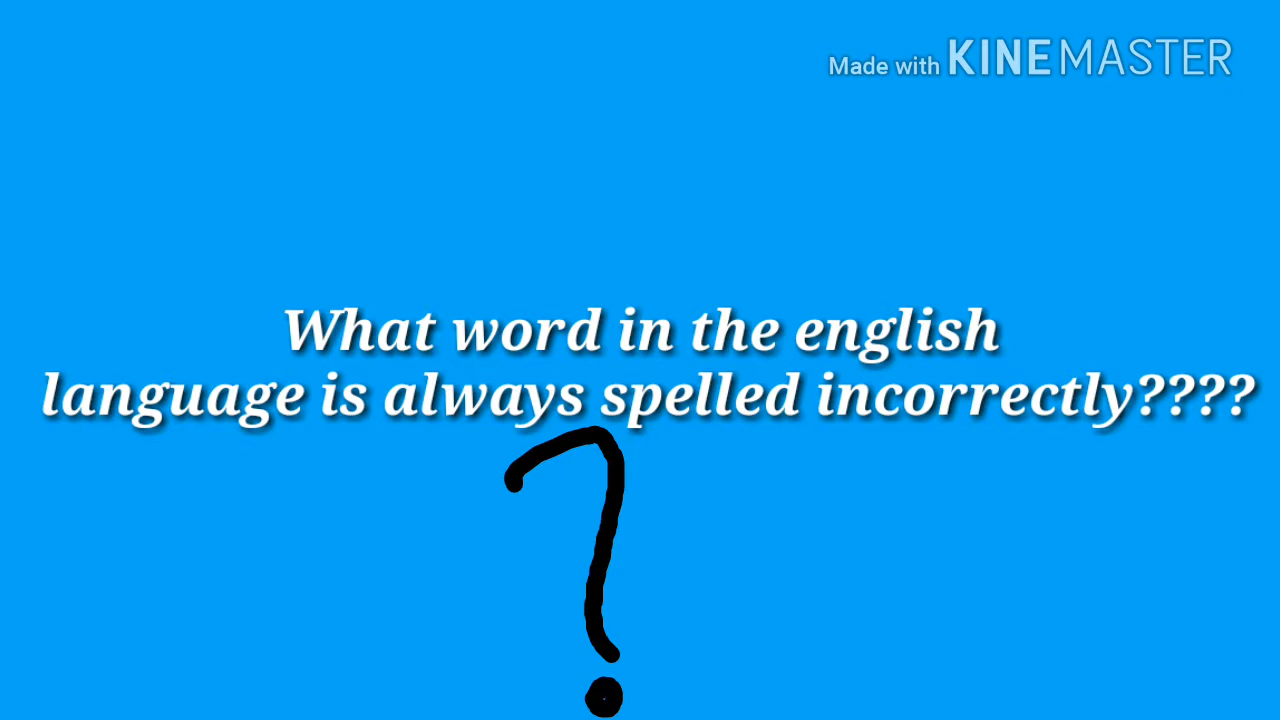 Made with KINEMASTER
What word in the english
language is always spelled incorrectly????
?